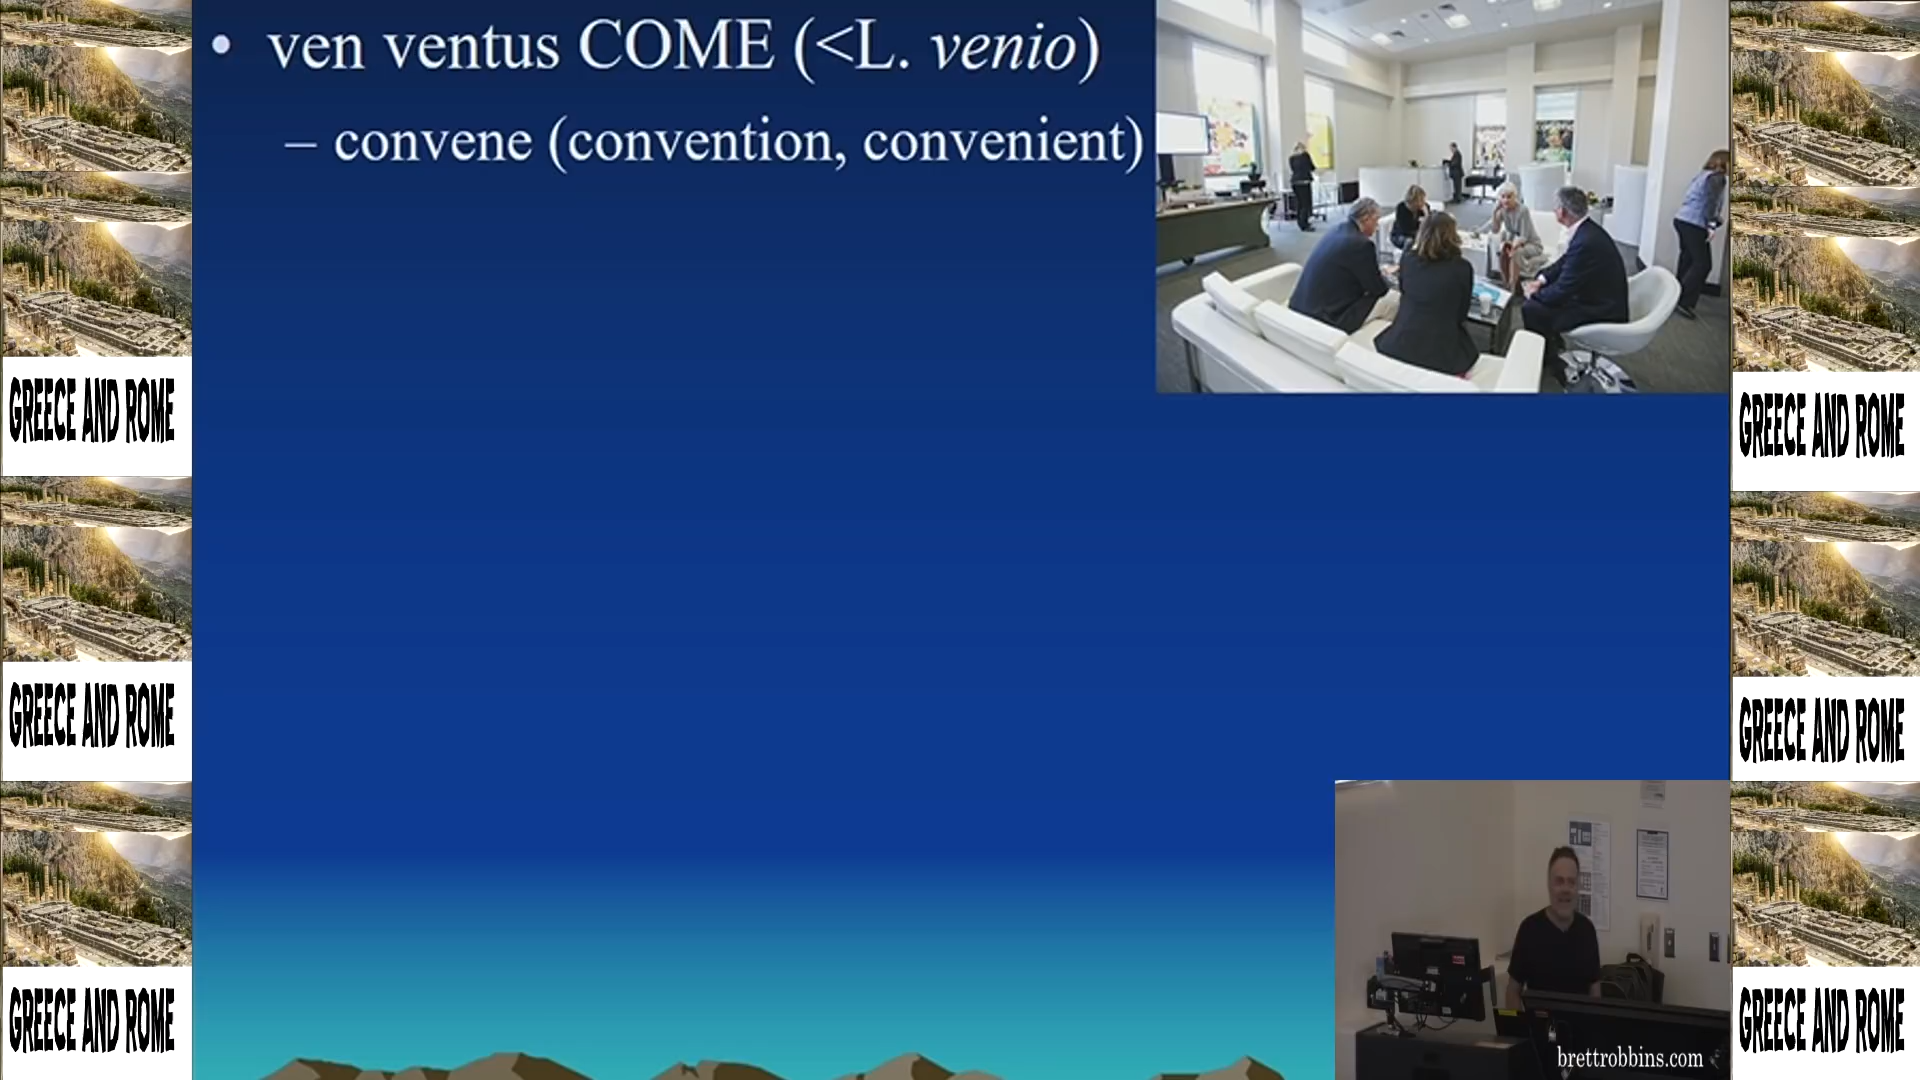 • ven ventus COME (<L. venio)
– convene (convention, convenient)
GREECE AND ROME
GREECE AND ROME
GREECE AND ROME
GREECE AND ROME
GREECE AND ROME
GREECE AND ROME
brettrobbins.com